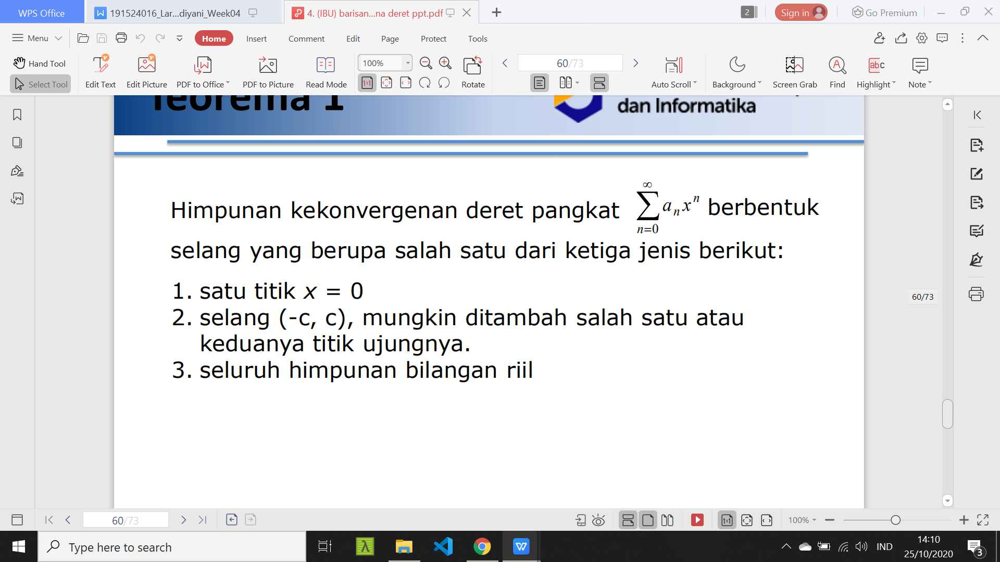 WPS Office
191524016_Lar...diyani_Week04
4. (IBU) barisan...na deret ppt.pdf
2
Sign in
Go Premium
Menu
Home
Insert
Comment
Edit
Page
Protect
Tools
Hand Tool
Select Tool
Edit Text
Edit Picture
PDF to Office
PDF to Picture
Read Mode
100%
1:1
Rotate
60/73
Auto Scroll
Background
Screen Grab
Find
Highlight
Note
Teorema 1
dan Informatika
Himpunan kekonvergenan deret pangkat ∑_{n=0}^{∞} aₙxⁿ berbentuk
selang yang berupa salah satu dari ketiga jenis berikut:
1. satu titik x = 0
2. selang (-c, c), mungkin ditambah salah satu atau
keduanya titik ujungnya.
3. seluruh himpunan bilangan riil
60/73
60/73
1:1
100%
Type here to search
IND
14:10
25/10/2020
3